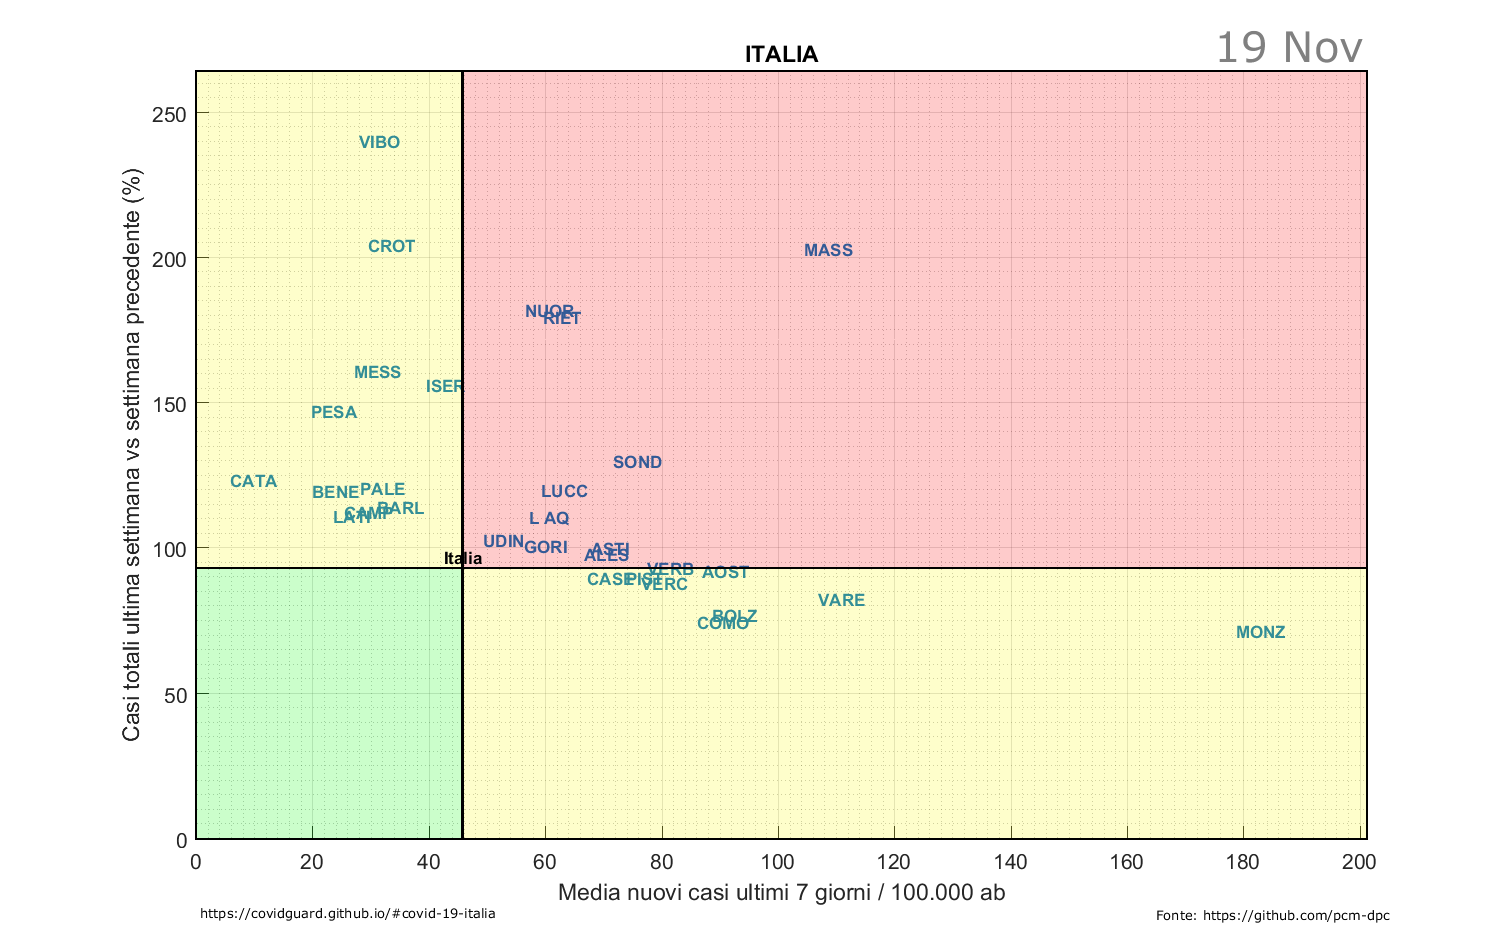 19 Nov
ITALIA
Casi totali ultima settimana vs settimana precedente (%)
250
200
150
100
50
0
VIBO
CROT
MASS
NUOR
RIET
MESS
ISER
PESA
SOND
CATA
PALE
BENE
LUCC
BARL
CAMP
LATI
L AQ
UDIN
GORI
ASTI
ALES
Italia
VERB
AOST
CASE
PIST
VERC
VARE
BOLZ
COMO
MONZ
0 20 40 60 80 100 120 140 160 180 200
Media nuovi casi ultimi 7 giorni / 100.000 ab
https://covidguard.github.io/#covid-19-italia
Fonte: https://github.com/pcm-dpc